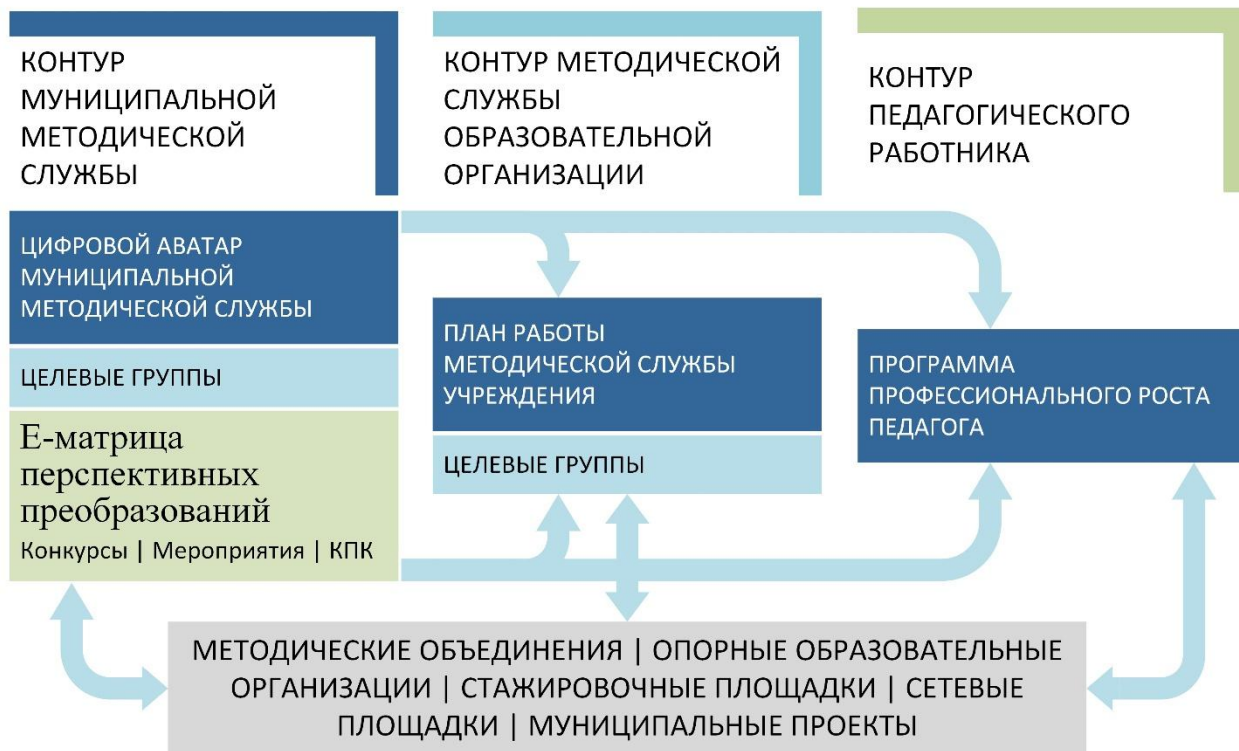 КОНТУР
МУНИЦИПАЛЬНОЙ
МЕТОДИЧЕСКОЙ
СЛУЖБЫ
КОНТУР МЕТОДИЧЕСКОЙ
СЛУЖБЫ
ОБРАЗОВАТЕЛЬНОЙ
ОРГАНИЗАЦИИ
КОНТУР
ПЕДАГОГИЧЕСКОГО
РАБОТНИКА
ЦИФРОВОЙ АВАТАР
МУНИЦИПАЛЬНОЙ
МЕТОДИЧЕСКОЙ СЛУЖБЫ
ЦЕЛЕВЫЕ ГРУППЫ
Е-матрица
перспективных
преобразований
Конкурсы | Мероприятия | КПК
ПЛАН РАБОТЫ
МЕТОДИЧЕСКОЙ СЛУЖБЫ
УЧРЕЖДЕНИЯ
ЦЕЛЕВЫЕ ГРУППЫ
ПРОГРАММА
ПРОФЕССИОНАЛЬНОГО РОСТА
ПЕДАГОГА
МЕТОДИЧЕСКИЕ ОБЪЕДИНЕНИЯ | ОПОРНЫЕ ОБРАЗОВАТЕЛЬНЫЕ
ОРГАНИЗАЦИИ | СТАЖИРОВОЧНЫЕ ПЛОЩАДКИ | СЕТЕВЫЕ
ПЛОЩАДКИ | МУНИЦИПАЛЬНЫЕ ПРОЕКТЫ